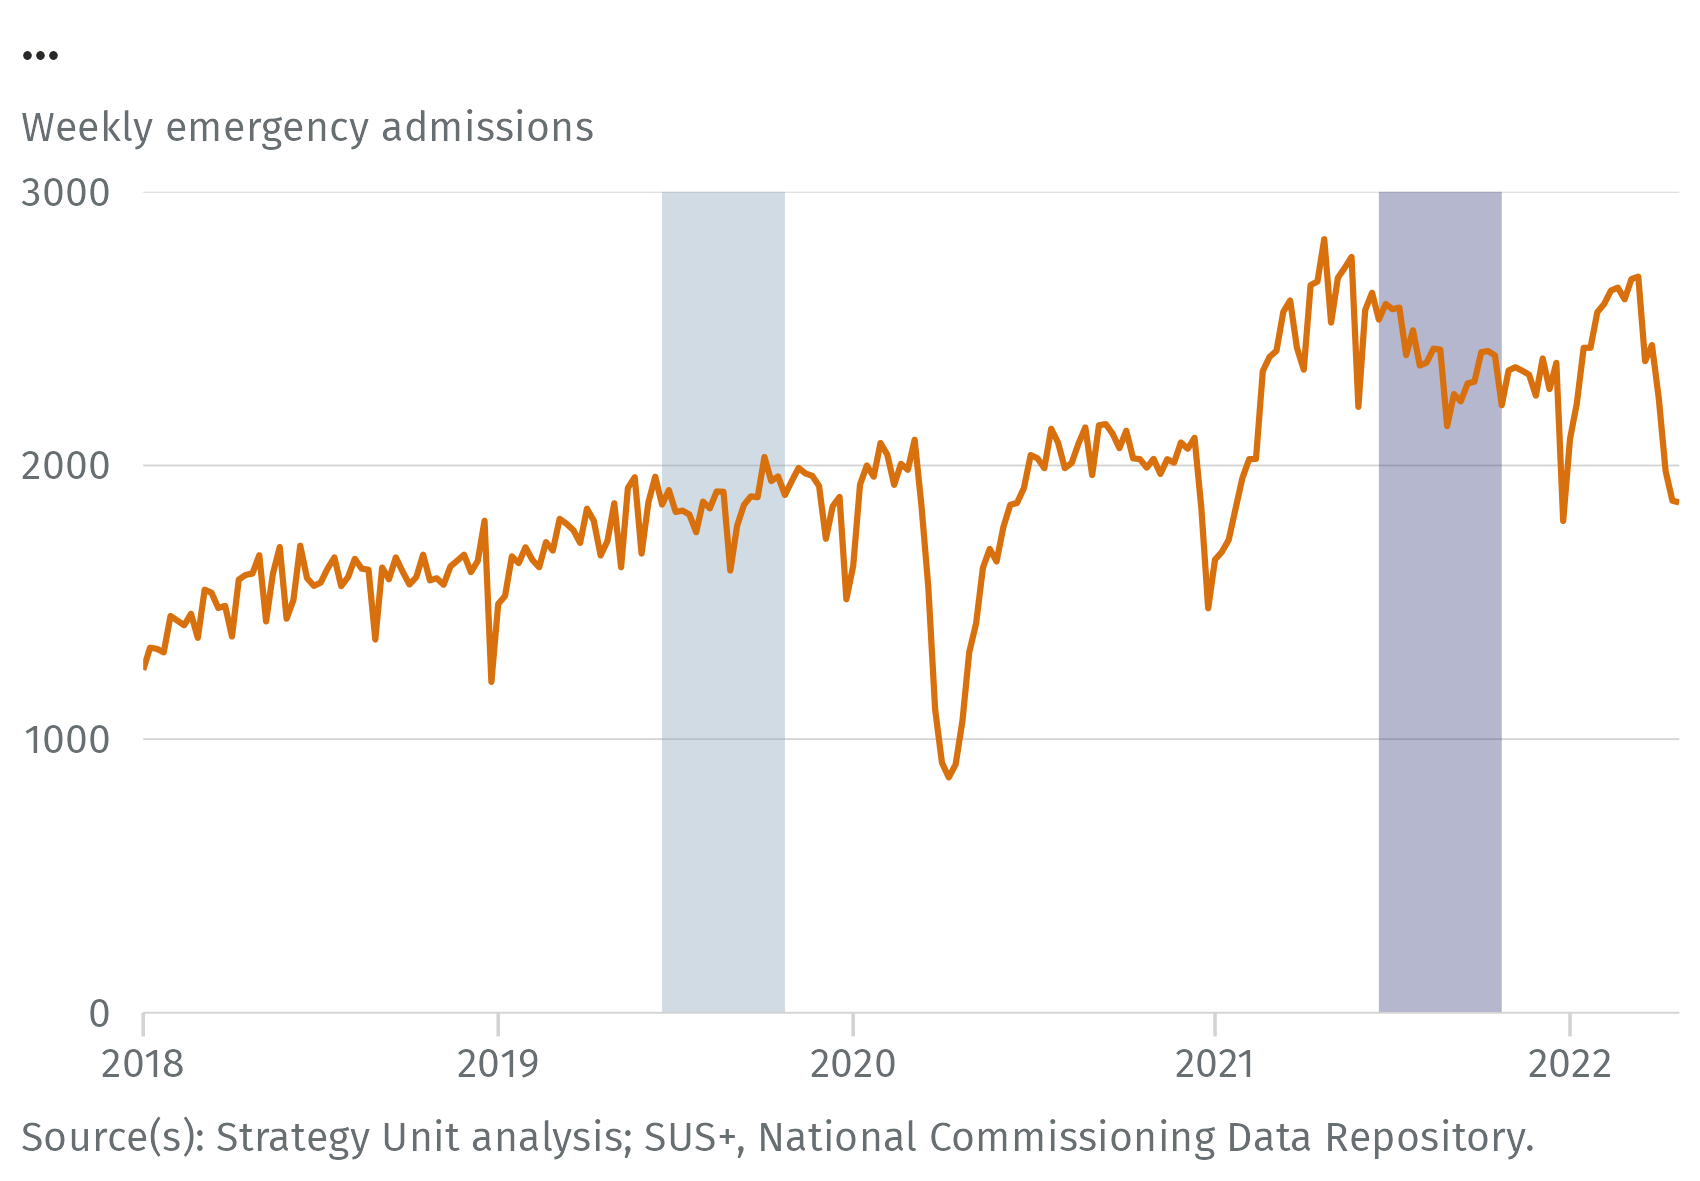 ...
Weekly emergency admissions
3000
2000
1000
0
2018 2019 2020 2021 2022
Source(s): Strategy Unit analysis; SUS+, National Commissioning Data Repository.